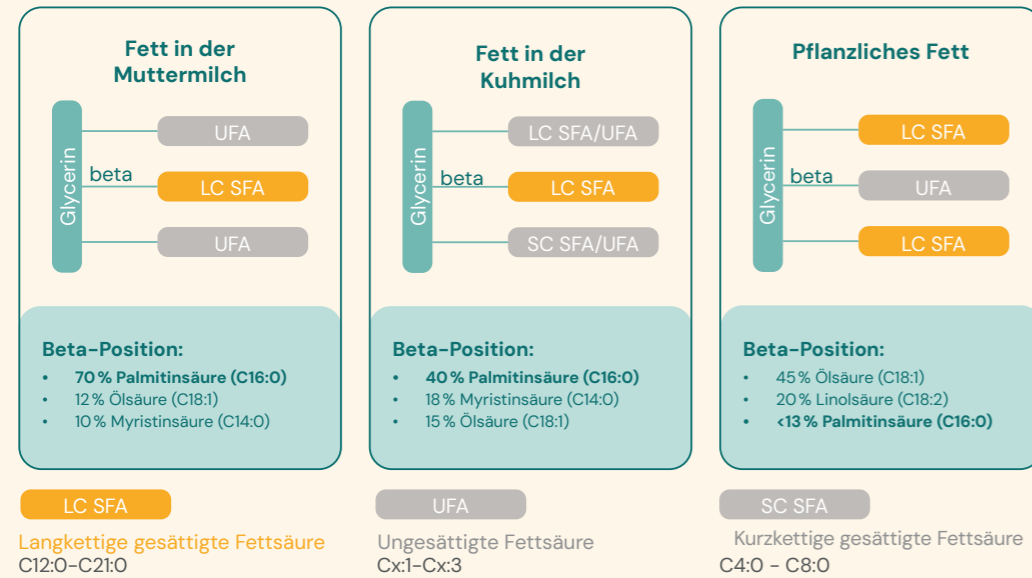 Fett in der
Muttermilch
Glycerin
UFA
beta
LC SFA
UFA
Beta-Position:
• 70 % Palmitinsäure (C16:0)
• 12 % Ölsäure (C18:1)
• 10 % Myristinsäure (C14:0)
Fett in der
Kuhmilch
Glycerin
LC SFA/UFA
beta
LC SFA
SC SFA/UFA
Beta-Position:
• 40 % Palmitinsäure (C16:0)
• 18 % Myristinsäure (C14:0)
• 15 % Ölsäure (C18:1)
Pflanzliches Fett
Glycerin
LC SFA
beta
UFA
LC SFA
Beta-Position:
• 45 % Ölsäure (C18:1)
• 20 % Linolsäure (C18:2)
• <13 % Palmitinsäure (C16:0)
LC SFA
Langkettige gesättigte Fettsäure
C12:0-C21:0
UFA
Ungesättigte Fettsäure
Cx:1-Cx:3
SC SFA
Kurzkettige gesättigte Fettsäure
C4:0 - C8:0